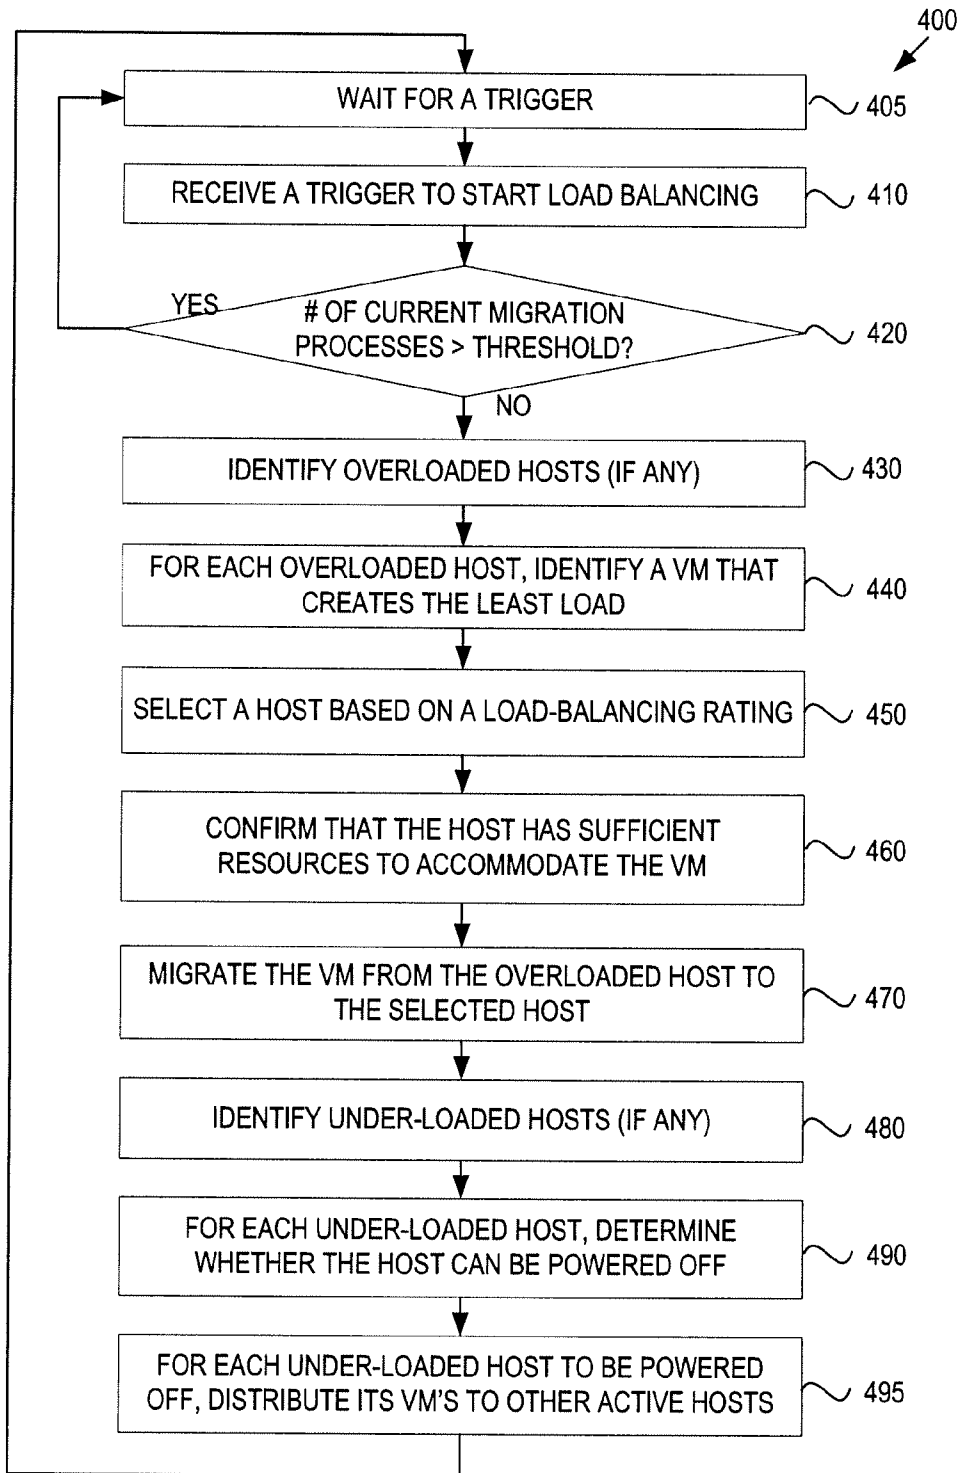 400
WAIT FOR A TRIGGER
405
RECEIVE A TRIGGER TO START LOAD BALANCING
410
YES
# OF CURRENT MIGRATION
PROCESSES > THRESHOLD?
420
NO
IDENTIFY OVERLOADED HOSTS (IF ANY)
430
FOR EACH OVERLOADED HOST, IDENTIFY A VM THAT
CREATES THE LEAST LOAD
440
SELECT A HOST BASED ON A LOAD-BALANCING RATING
450
CONFIRM THAT THE HOST HAS SUFFICIENT
RESOURCES TO ACCOMMODATE THE VM
460
MIGRATE THE VM FROM THE OVERLOADED HOST TO
THE SELECTED HOST
470
IDENTIFY UNDER-LOADED HOSTS (IF ANY)
480
FOR EACH UNDER-LOADED HOST, DETERMINE
WHETHER THE HOST CAN BE POWERED OFF
490
FOR EACH UNDER-LOADED HOST TO BE POWERED
OFF, DISTRIBUTE ITS VM'S TO OTHER ACTIVE HOSTS
495